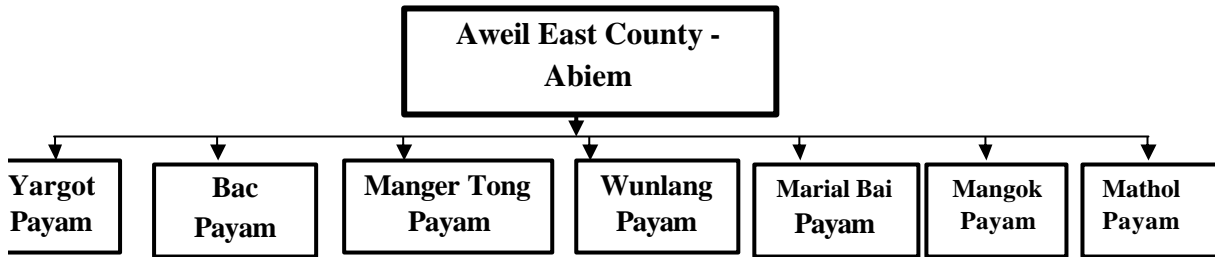 Aweil East County -
Abiem
Yargot
Payam
Bac
Payam
Manger Tong
Payam
Wunlang
Payam
Marial Bai
Payam
Mangok
Payam
Mathol
Payam